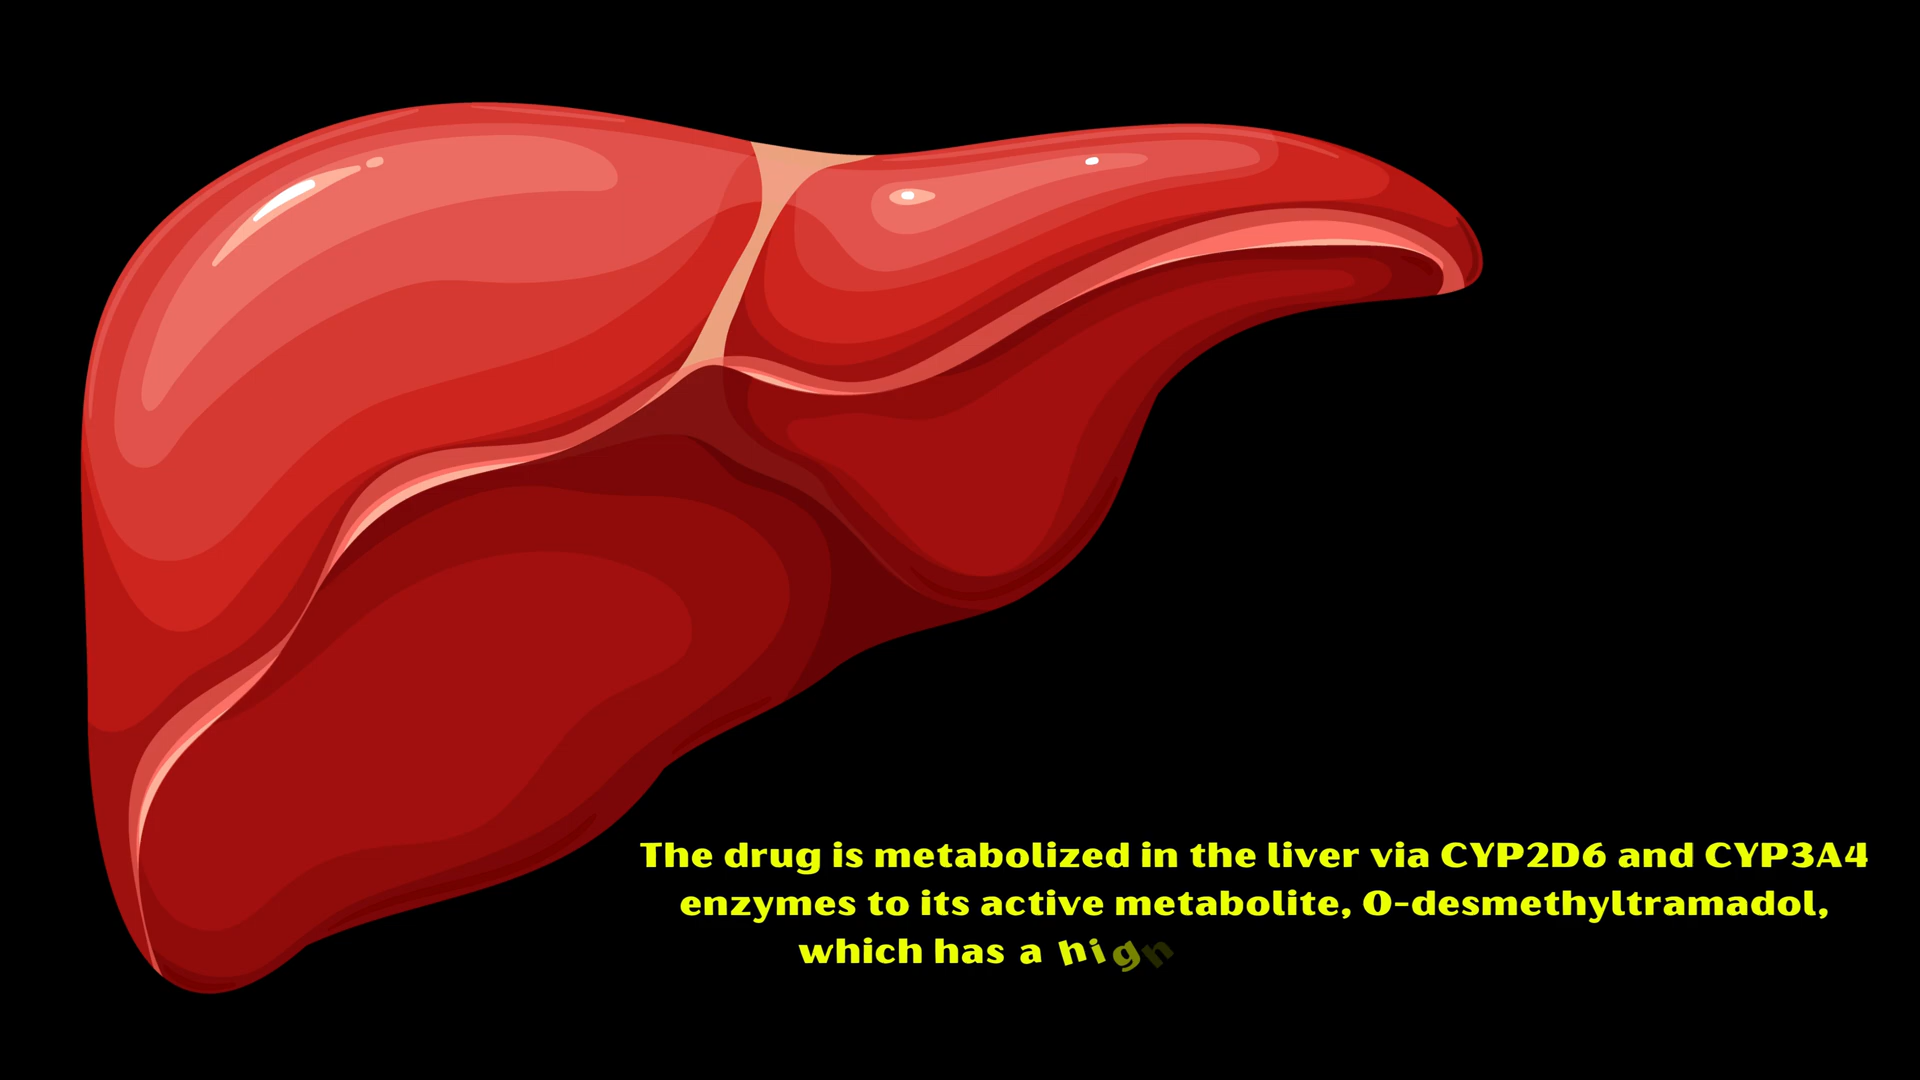 The drug is metabolized in the liver via CYP2D6 and CYP3A4
enzymes to its active metabolite, O-desmethyltramadol,
which has a high